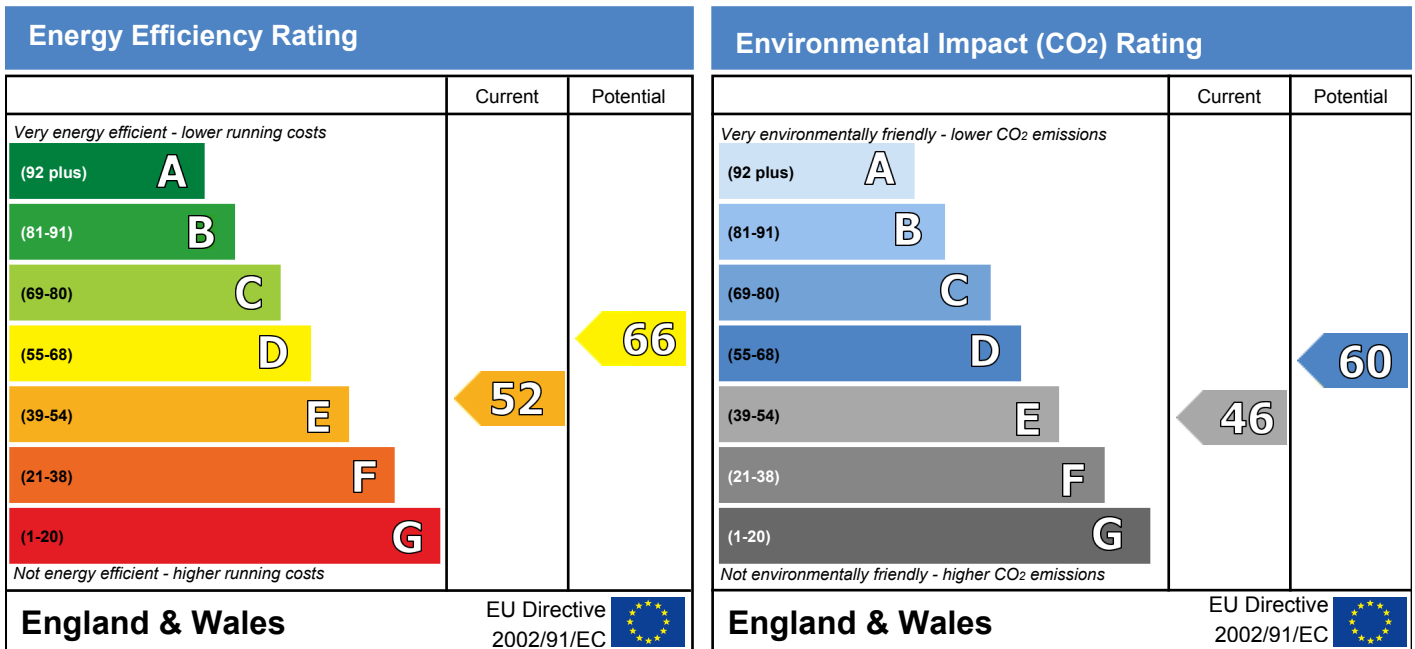 Energy Efficiency Rating
Current Potential
Very energy efficient - lower running costs
(92 plus) A
(81-91) B
(69-80) C
(55-68) D
(39-54) E
(21-38) F
(1-20) G
52
66
Not energy efficient - higher running costs
England & Wales
EU Directive
2002/91/EC
Environmental Impact (CO2) Rating
Current Potential
Very environmentally friendly - lower CO2 emissions
(92 plus) A
(81-91) B
(69-80) C
(55-68) D
(39-54) E
(21-38) F
(1-20) G
46
60
Not environmentally friendly - higher CO2 emissions
England & Wales
EU Directive
2002/91/EC